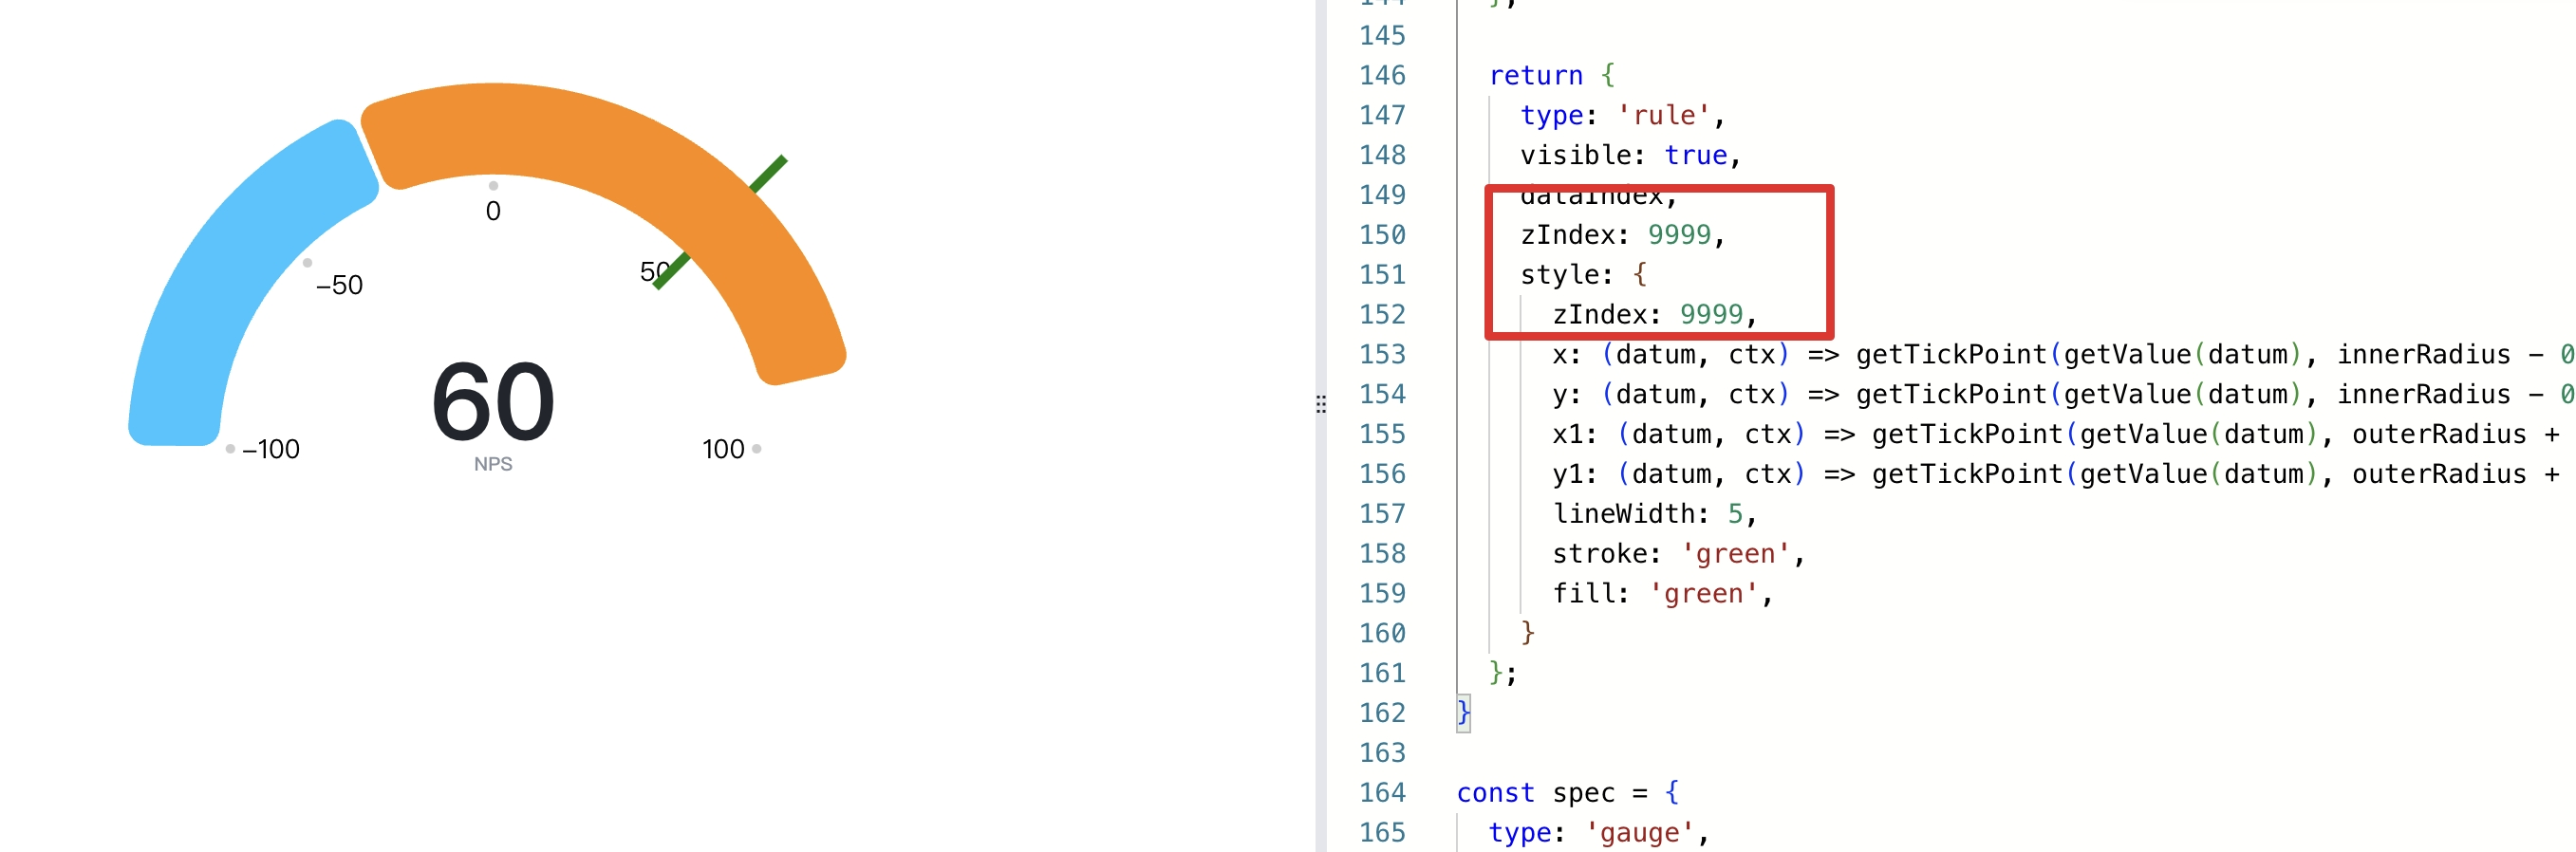 0
−50
50
60
NPS
−100
100
144 };
145
146 return {
147 type: 'rule',
148 visible: true,
149 dataIndex,
150 zIndex: 9999,
151 style: {
152 zIndex: 9999,
153 x: (datum, ctx) => getTickPoint(getValue(datum), innerRadius - 0
154 y: (datum, ctx) => getTickPoint(getValue(datum), innerRadius - 0
155 x1: (datum, ctx) => getTickPoint(getValue(datum), outerRadius +
156 y1: (datum, ctx) => getTickPoint(getValue(datum), outerRadius +
157 lineWidth: 5,
158 stroke: 'green',
159 fill: 'green',
160 }
161 };
162 }
163
164 const spec = {
165 type: 'gauge',